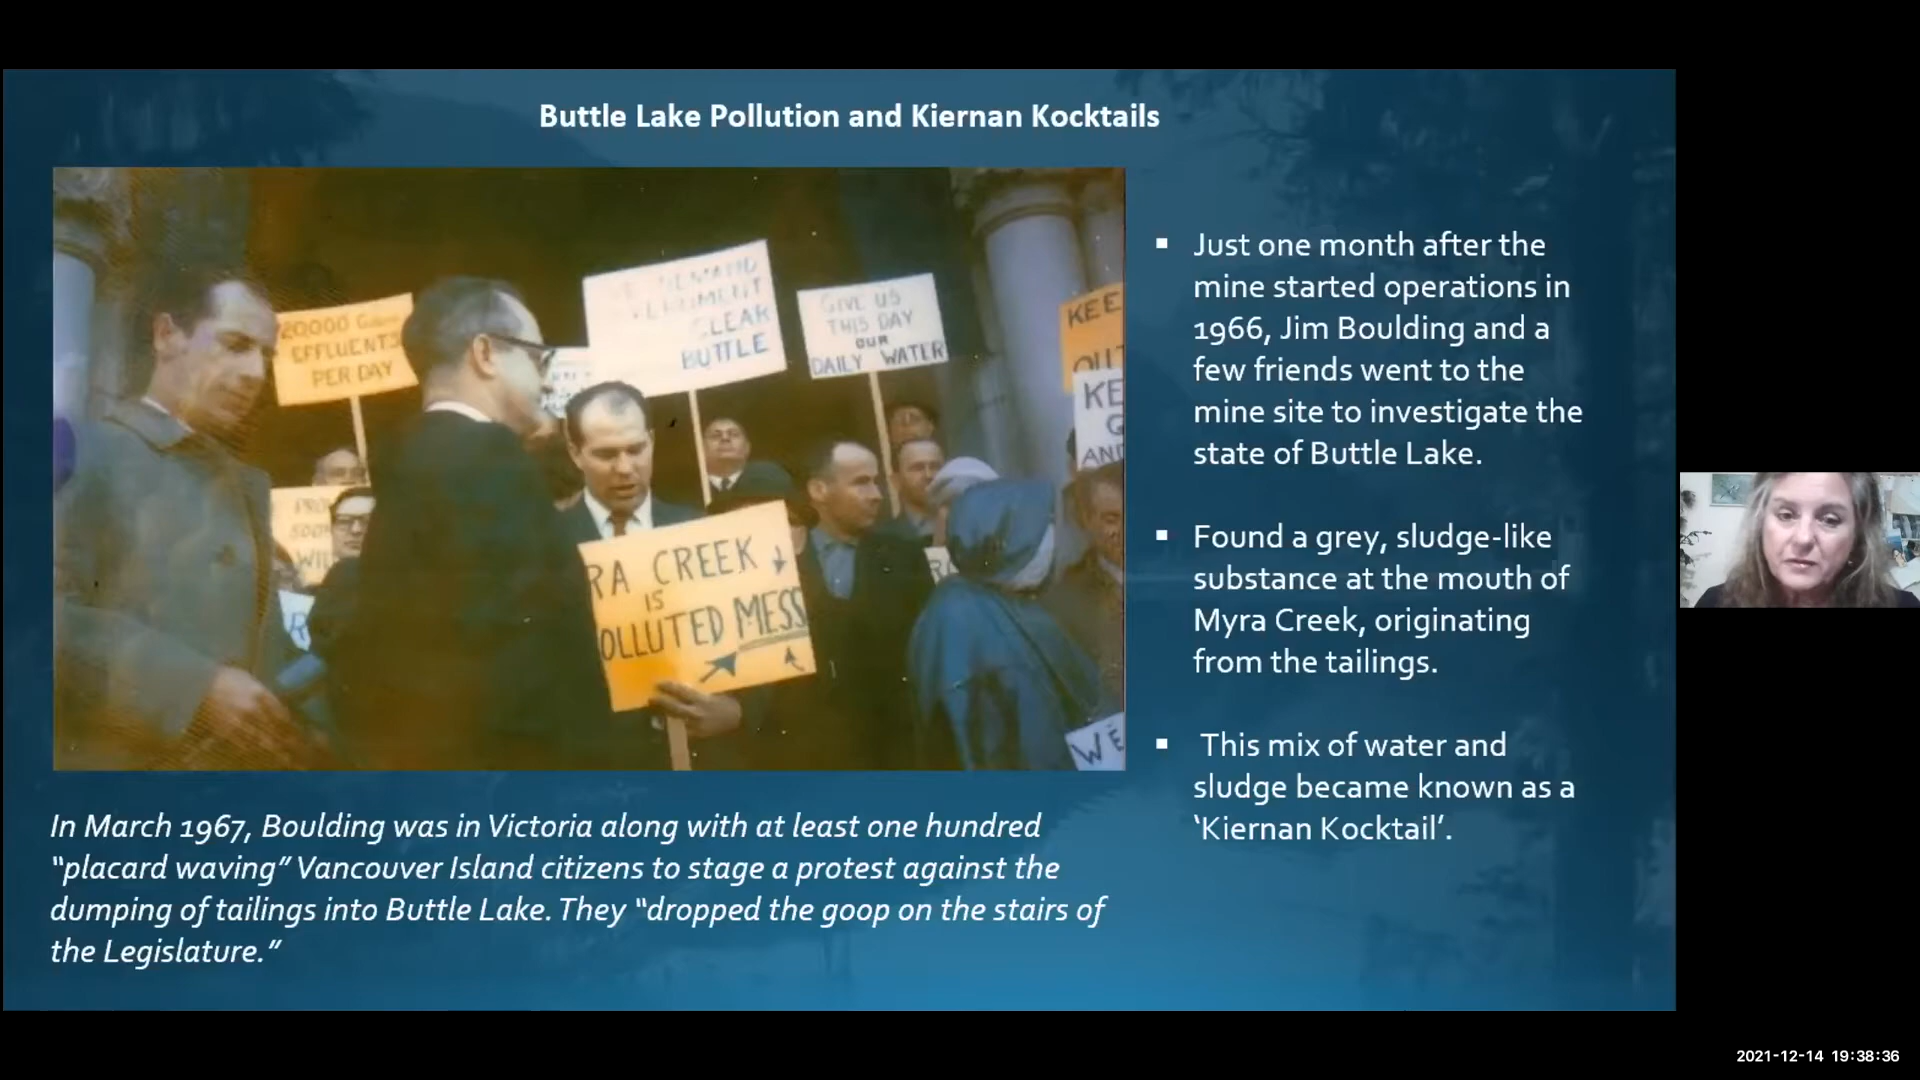 Buttle Lake Pollution and Kiernan Kocktails
20000
EFFLUENTS
PER DAY
DEMAND
CLEAR
BUTTLE
GIVE US
THIS DAY
OUR
DAILY WATER
KEE
OUT
KE
G
AND
RA CREEK
IS
OLLUTED MESS
WE
Just one month after the
mine started operations in
1966, Jim Boulding and a
few friends went to the
mine site to investigate the
state of Buttle Lake.
Found a grey, sludge-like
substance at the mouth of
Myra Creek, originating
from the tailings.
This mix of water and
sludge became known as a
‘Kiernan Kocktail’.
In March 1967, Boulding was in Victoria along with at least one hundred
“placard waving” Vancouver Island citizens to stage a protest against the
dumping of tailings into Buttle Lake. They “dropped the goop on the stairs of
the Legislature.”
2021-12-14 19:38:36